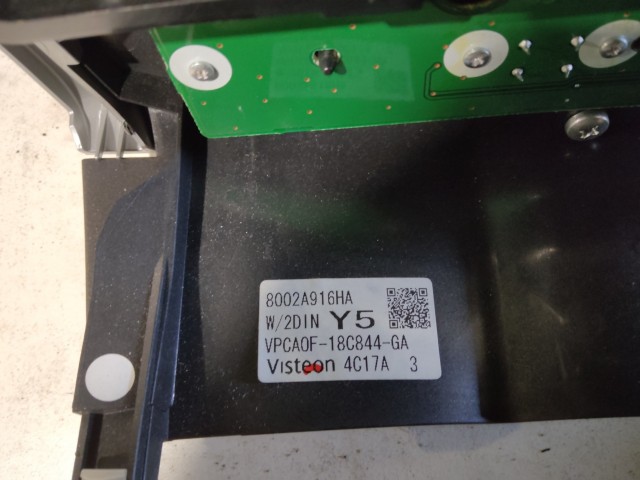 8002A916HA
W/2DIN Y5
VPCA0F-18C844-GA
Visteon 4C17A 3